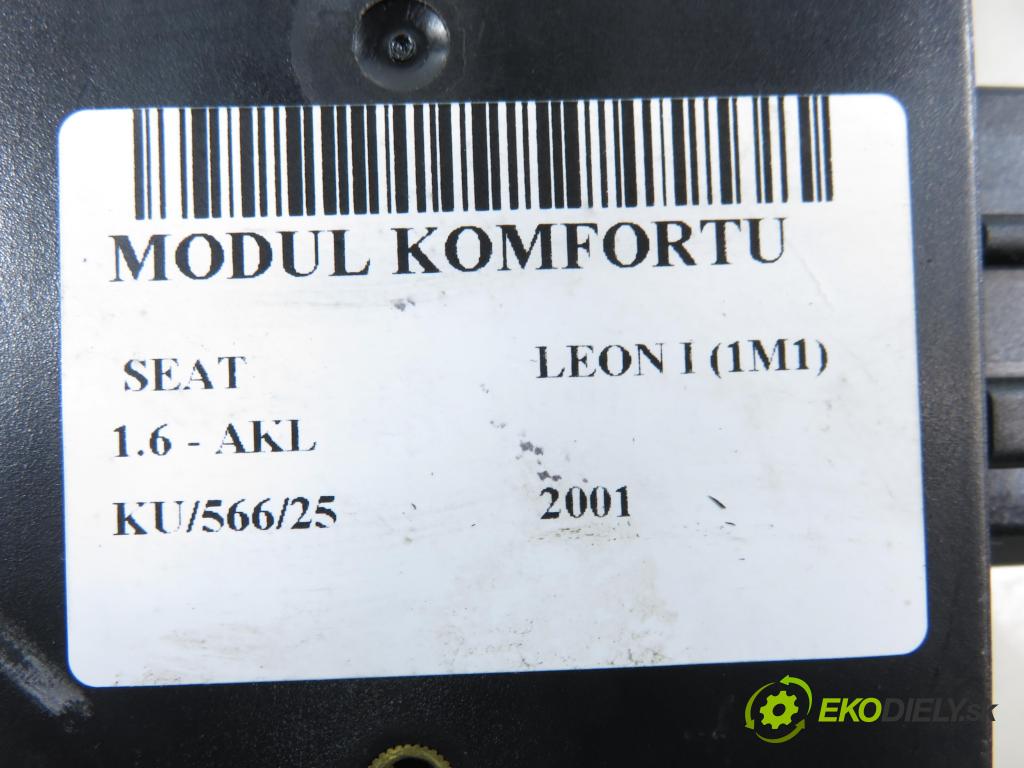 MODUL KOMFORTU
SEAT LEON I (1M1)
1.6 - AKL
KU/566/25 2001
EKODIELY.sk